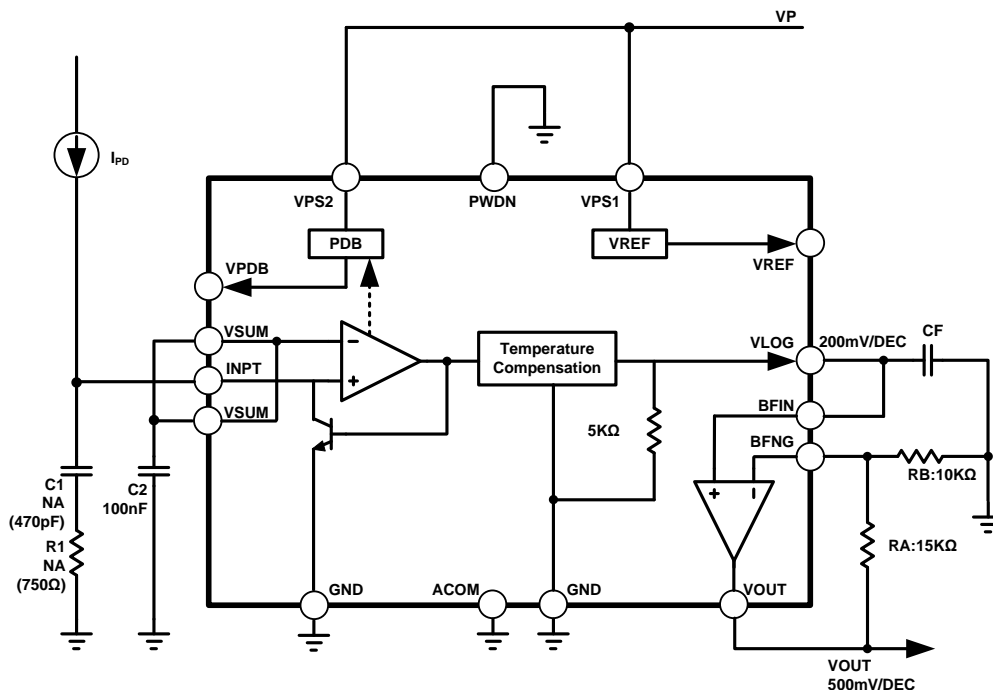 VP
I_PD
VPS2
PWDN
VPS1
PDB
VREF
VPDB
VREF
VSUM
INPT
VSUM
Temperature
Compensation
VLOG
200mV/DEC
CF
BFIN
5KΩ
BFNG
RB:10KΩ
C1
NA
(470pF)
C2
100nF
R1
NA
(750Ω)
RA:15KΩ
GND
ACOM
GND
VOUT
VOUT
500mV/DEC